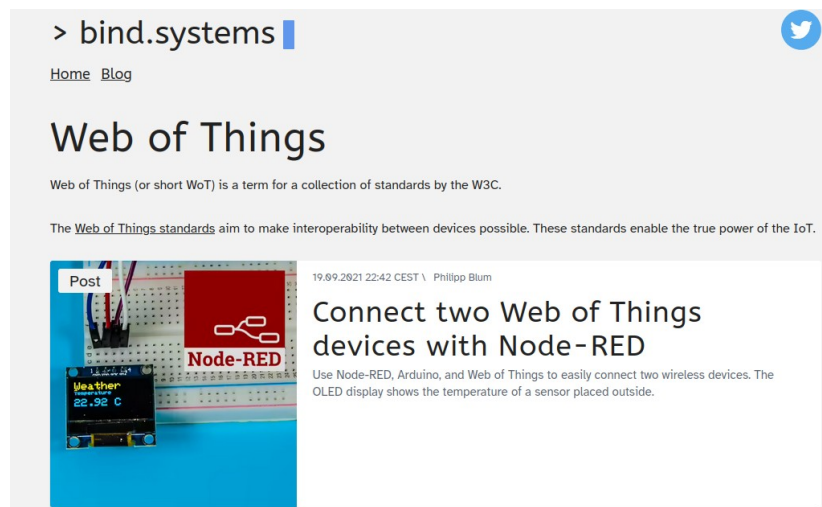 > bind.systems
Home Blog
Web of Things
Web of Things (or short WoT) is a term for a collection of standards by the W3C.
The Web of Things standards aim to make interoperability between devices possible. These standards enable the true power of the IoT.
Post
Node-RED
Weather
Temperature
22.92 C
19.09.2021 22:42 CEST \ Philipp Blum
Connect two Web of Things
devices with Node-RED
Use Node-RED, Arduino, and Web of Things to easily connect two wireless devices. The
OLED display shows the temperature of a sensor placed outside.